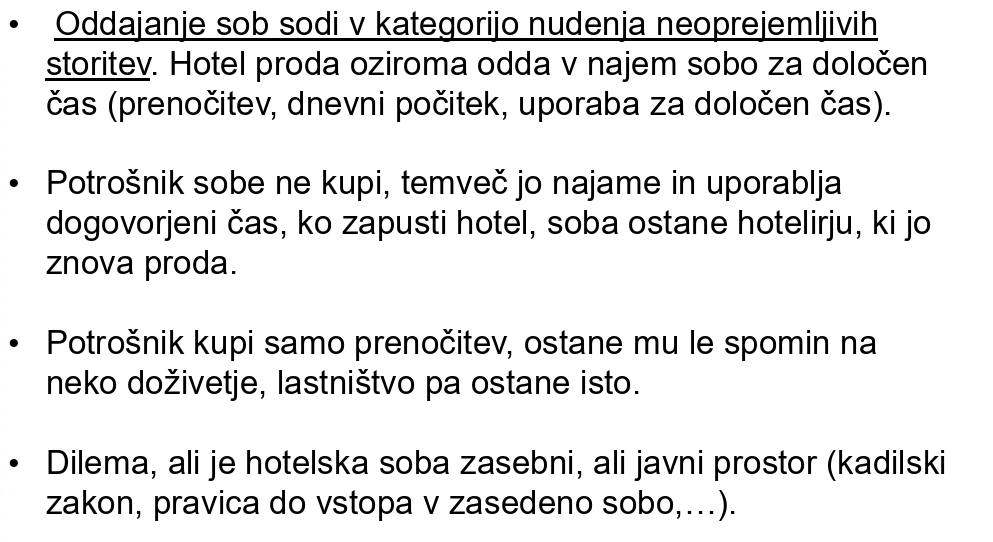 • Oddajanje sob sodi v kategorijo nudenja neoprejemljivih
storitev. Hotel proda oziroma odda v najem sobo za določen
čas (prenočitev, dnevni počitek, uporaba za določen čas).
• Potrošnik sobe ne kupi, temveč jo najame in uporablja
dogovorjeni čas, ko zapusti hotel, soba ostane hotelirju, ki jo
znova proda.
• Potrošnik kupi samo prenočitev, ostane mu le spomin na
neko doživetje, lastništvo pa ostane isto.
• Dilema, ali je hotelska soba zasebni, ali javni prostor (kadilski
zakon, pravica do vstopa v zasedeno sobo,…).